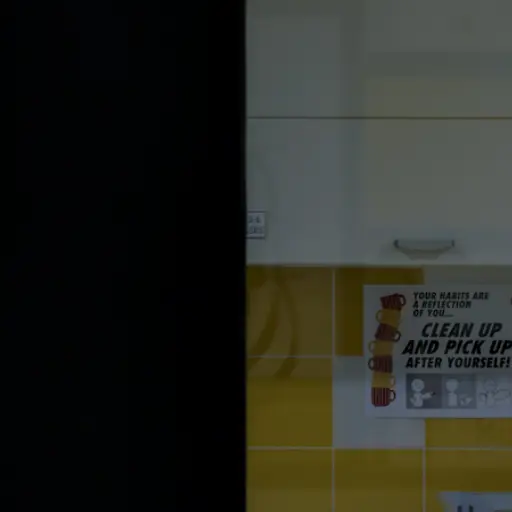 YOUR HABITS ARE
A REFLECTION
OF YOU...
CLEAN UP
AND PICK UP
AFTER YOURSELF!